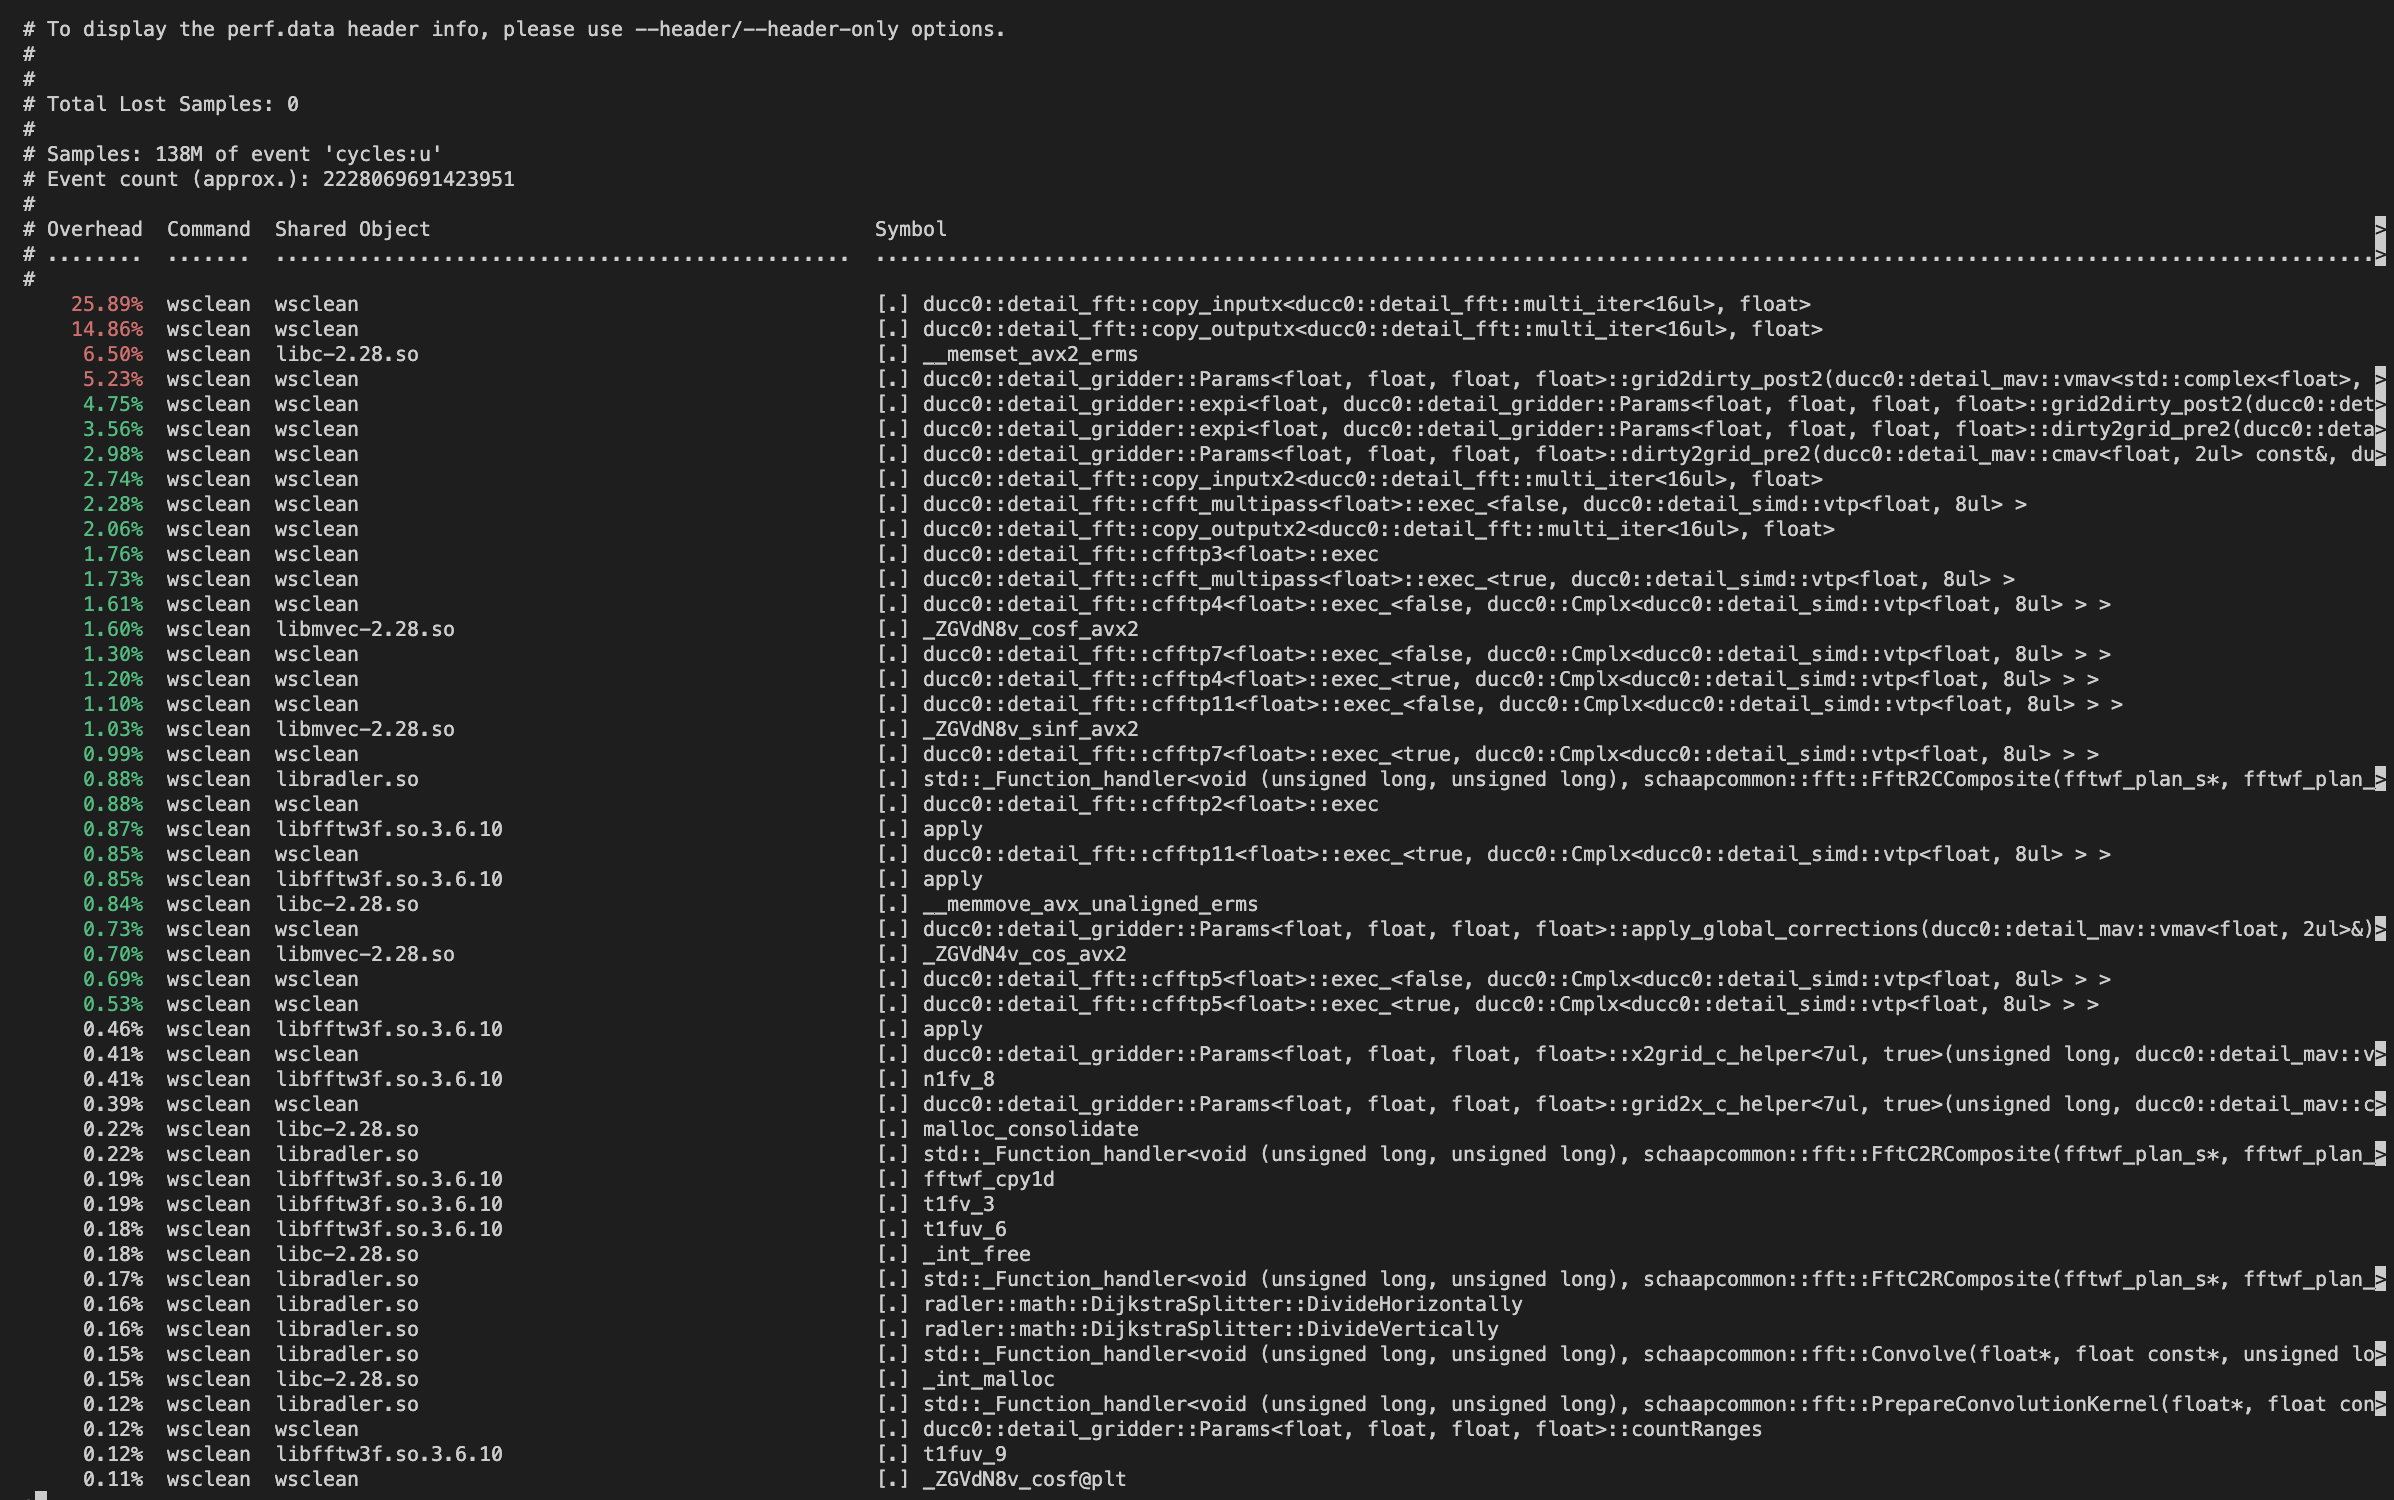 # To display the perf.data header info, please use --header/--header-only options.
#
#
# Total Lost Samples: 0
#
# Samples: 138M of event 'cycles:u'
# Event count (approx.): 2228069691423951
#
# Overhead  Command  Shared Object                                     Symbol                                                                                                                       >
# ........  .......  ................................................  .............................................................................................................................>
#
    25.89%  wsclean  wsclean                                           [.] ducc0::detail_fft::copy_inputx<ducc0::detail_fft::multi_iter<16ul>, float>
    14.86%  wsclean  wsclean                                           [.] ducc0::detail_fft::copy_outputx<ducc0::detail_fft::multi_iter<16ul>, float>
     6.50%  wsclean  libc-2.28.so                                      [.] __memset_avx2_erms
     5.23%  wsclean  wsclean                                           [.] ducc0::detail_gridder::Params<float, float, float, float>::grid2dirty_post2(ducc0::detail_mav::vmav<std::complex<float>, >
     4.75%  wsclean  wsclean                                           [.] ducc0::detail_gridder::expi<float, ducc0::detail_gridder::Params<float, float, float, float>::grid2dirty_post2(ducc0::det>
     3.56%  wsclean  wsclean                                           [.] ducc0::detail_gridder::expi<float, ducc0::detail_gridder::Params<float, float, float, float>::dirty2grid_pre2(ducc0::deta>
     2.98%  wsclean  wsclean                                           [.] ducc0::detail_gridder::Params<float, float, float, float>::dirty2grid_pre2(ducc0::detail_mav::cmav<float, 2ul> const&, du>
     2.74%  wsclean  wsclean                                           [.] ducc0::detail_fft::copy_inputx2<ducc0::detail_fft::multi_iter<16ul>, float>
     2.28%  wsclean  wsclean                                           [.] ducc0::detail_fft::cfft_multipass<float>::exec_<false, ducc0::detail_simd::vtp<float, 8ul> >
     2.06%  wsclean  wsclean                                           [.] ducc0::detail_fft::copy_outputx2<ducc0::detail_fft::multi_iter<16ul>, float>
     1.76%  wsclean  wsclean                                           [.] ducc0::detail_fft::cfftp3<float>::exec
     1.73%  wsclean  wsclean                                           [.] ducc0::detail_fft::cfft_multipass<float>::exec_<true, ducc0::detail_simd::vtp<float, 8ul> >
     1.61%  wsclean  wsclean                                           [.] ducc0::detail_fft::cfftp4<float>::exec_<false, ducc0::Cmplx<ducc0::detail_simd::vtp<float, 8ul> > >
     1.60%  wsclean  libmvec-2.28.so                                   [.] _ZGVdN8v_cosf_avx2
     1.30%  wsclean  wsclean                                           [.] ducc0::detail_fft::cfftp7<float>::exec_<false, ducc0::Cmplx<ducc0::detail_simd::vtp<float, 8ul> > >
     1.20%  wsclean  wsclean                                           [.] ducc0::detail_fft::cfftp4<float>::exec_<true, ducc0::Cmplx<ducc0::detail_simd::vtp<float, 8ul> > >
     1.10%  wsclean  wsclean                                           [.] ducc0::detail_fft::cfftp11<float>::exec_<false, ducc0::Cmplx<ducc0::detail_simd::vtp<float, 8ul> > >
     1.03%  wsclean  libmvec-2.28.so                                   [.] _ZGVdN8v_sinf_avx2
     0.99%  wsclean  wsclean                                           [.] ducc0::detail_fft::cfftp7<float>::exec_<true, ducc0::Cmplx<ducc0::detail_simd::vtp<float, 8ul> > >
     0.88%  wsclean  libradler.so                                      [.] std::_Function_handler<void (unsigned long, unsigned long), schaapcommon::fft::FftR2CComposite(fftwf_plan_s*, fftwf_plan_>
     0.88%  wsclean  wsclean                                           [.] ducc0::detail_fft::cfftp2<float>::exec
     0.87%  wsclean  libfftw3f.so.3.6.10                               [.] apply
     0.85%  wsclean  wsclean                                           [.] ducc0::detail_fft::cfftp11<float>::exec_<true, ducc0::Cmplx<ducc0::detail_simd::vtp<float, 8ul> > >
     0.85%  wsclean  libfftw3f.so.3.6.10                               [.] apply
     0.84%  wsclean  libc-2.28.so                                      [.] __memmove_avx_unaligned_erms
     0.73%  wsclean  wsclean                                           [.] ducc0::detail_gridder::Params<float, float, float, float>::apply_global_corrections(ducc0::detail_mav::vmav<float, 2ul>&)>
     0.70%  wsclean  libmvec-2.28.so                                   [.] _ZGVdN4v_cos_avx2
     0.69%  wsclean  wsclean                                           [.] ducc0::detail_fft::cfftp5<float>::exec_<false, ducc0::Cmplx<ducc0::detail_simd::vtp<float, 8ul> > >
     0.53%  wsclean  wsclean                                           [.] ducc0::detail_fft::cfftp5<float>::exec_<true, ducc0::Cmplx<ducc0::detail_simd::vtp<float, 8ul> > >
     0.46%  wsclean  libfftw3f.so.3.6.10                               [.] apply
     0.41%  wsclean  wsclean                                           [.] ducc0::detail_gridder::Params<float, float, float, float>::x2grid_c_helper<7ul, true>(unsigned long, ducc0::detail_mav::v>
     0.41%  wsclean  libfftw3f.so.3.6.10                               [.] n1fv_8
     0.39%  wsclean  wsclean                                           [.] ducc0::detail_gridder::Params<float, float, float, float>::grid2x_c_helper<7ul, true>(unsigned long, ducc0::detail_mav::c>
     0.22%  wsclean  libc-2.28.so                                      [.] malloc_consolidate
     0.22%  wsclean  libradler.so                                      [.] std::_Function_handler<void (unsigned long, unsigned long), schaapcommon::fft::FftC2RComposite(fftwf_plan_s*, fftwf_plan_>
     0.19%  wsclean  libfftw3f.so.3.6.10                               [.] fftwf_cpy1d
     0.19%  wsclean  libfftw3f.so.3.6.10                               [.] t1fv_3
     0.18%  wsclean  libfftw3f.so.3.6.10                               [.] t1fuv_6
     0.18%  wsclean  libc-2.28.so                                      [.] _int_free
     0.17%  wsclean  libradler.so                                      [.] std::_Function_handler<void (unsigned long, unsigned long), schaapcommon::fft::FftC2RComposite(fftwf_plan_s*, fftwf_plan_>
     0.16%  wsclean  libradler.so                                      [.] radler::math::DijkstraSplitter::DivideHorizontally
     0.16%  wsclean  libradler.so                                      [.] radler::math::DijkstraSplitter::DivideVertically
     0.15%  wsclean  libradler.so                                      [.] std::_Function_handler<void (unsigned long, unsigned long), schaapcommon::fft::Convolve(float*, float const*, unsigned lo>
     0.15%  wsclean  libc-2.28.so                                      [.] _int_malloc
     0.12%  wsclean  libradler.so                                      [.] std::_Function_handler<void (unsigned long, unsigned long), schaapcommon::fft::PrepareConvolutionKernel(float*, float con>
     0.12%  wsclean  wsclean                                           [.] ducc0::detail_gridder::Params<float, float, float, float>::countRanges
     0.12%  wsclean  libfftw3f.so.3.6.10                               [.] t1fuv_9
     0.11%  wsclean  wsclean                                           [.] _ZGVdN8v_cosf@plt